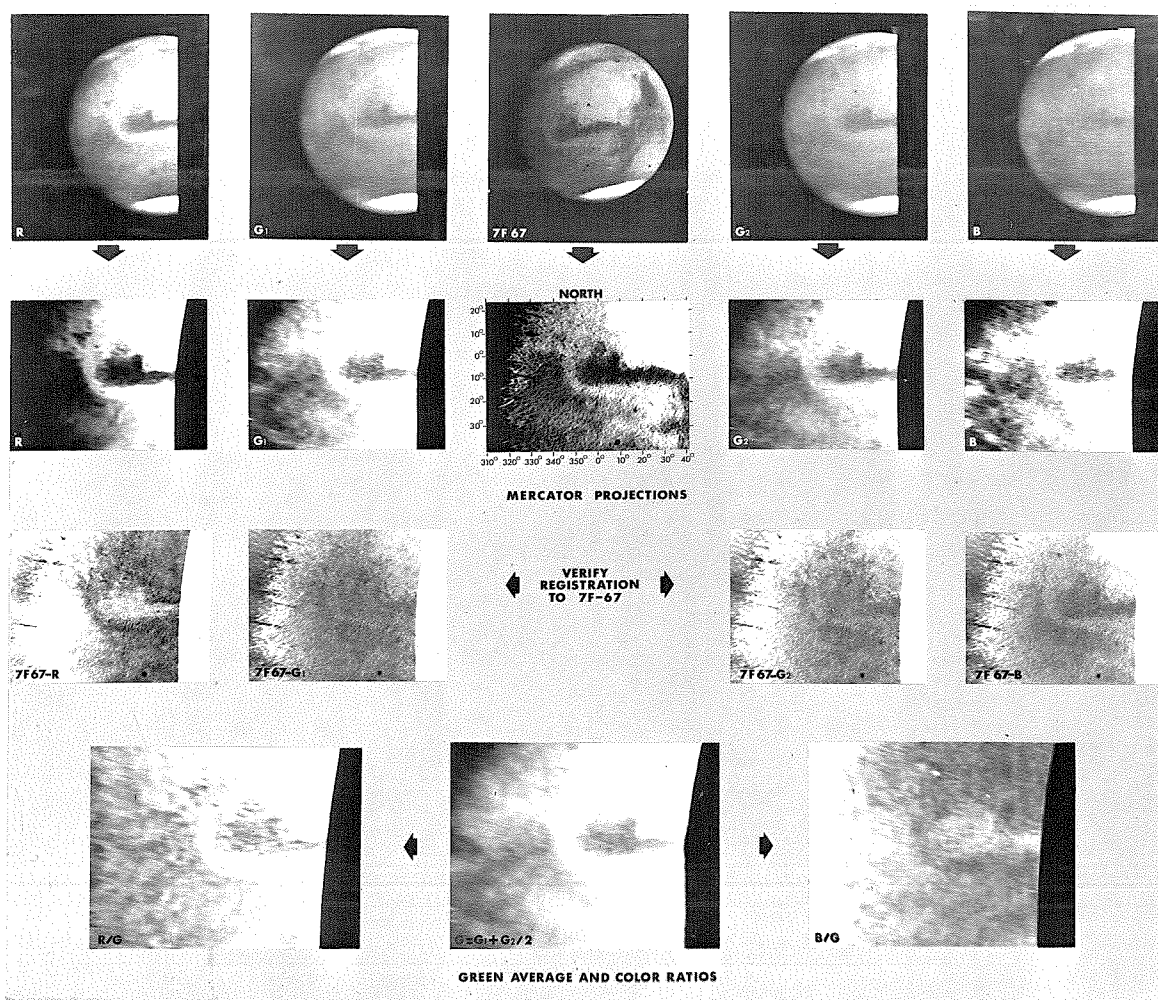 R
G1
7F 67
G2
B
NORTH
20°
10°
0°
10°
20°
30°
R
G1
G2
B
310° 320° 330° 340° 350° 0° 10° 20° 30° 40°
MERCATOR PROJECTIONS
VERIFY
REGISTRATION
TO 7F-67
7F67-R
7F67-G1
7F67-G2
7F67-B
R/G
G=G1+G2/2
B/G
GREEN AVERAGE AND COLOR RATIOS